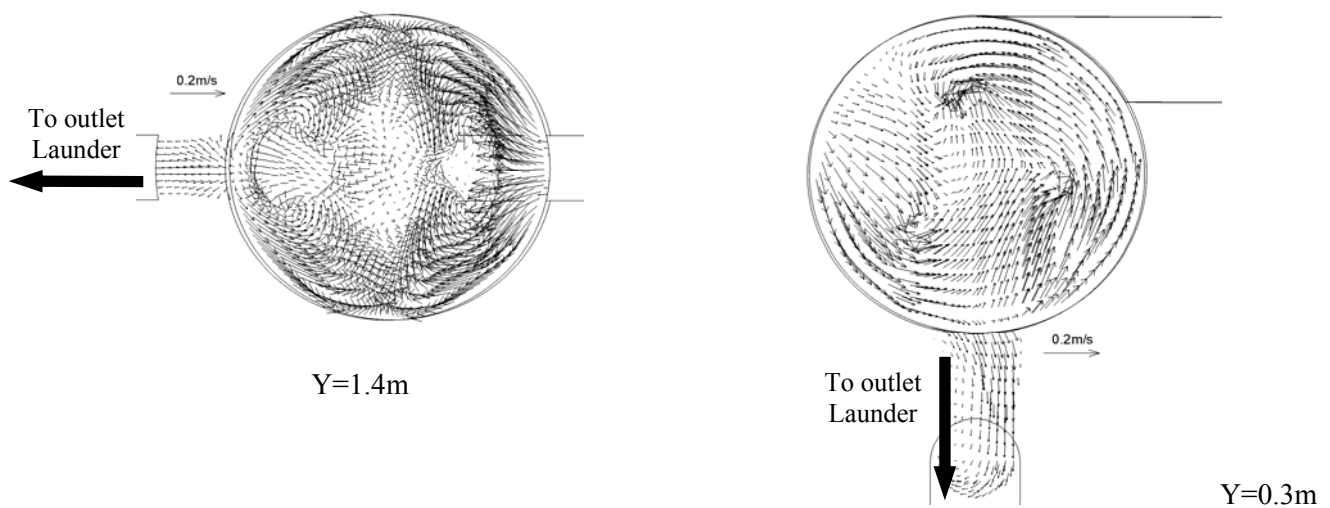 0.2m/s
To outlet
Launder
Y=1.4m
0.2m/s
To outlet
Launder
Y=0.3m